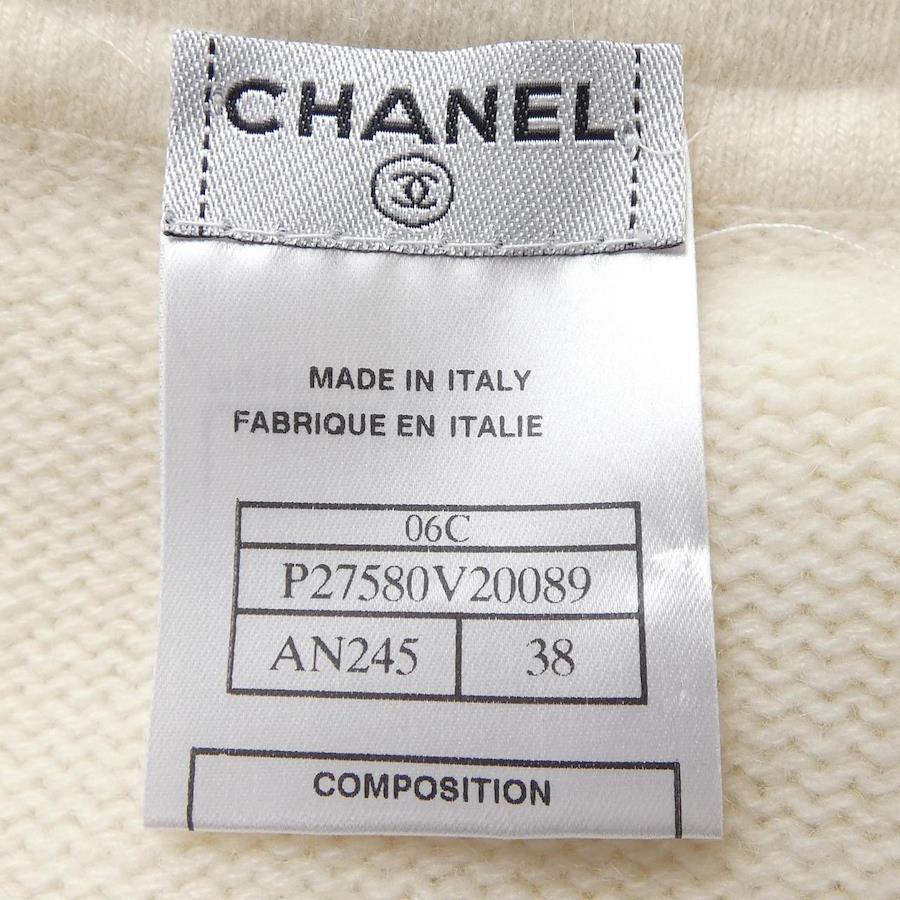 CHANEL
MADE IN ITALY
FABRIQUE EN ITALIE
06C
P27580V20089
AN245 38
COMPOSITION